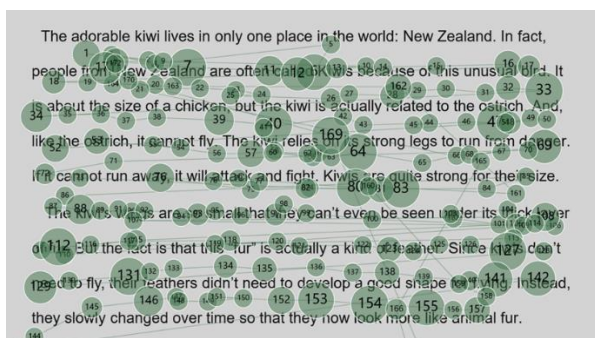 The adorable kiwi lives in only one place in the world: New Zealand. In fact,
people from New Zealand are often called kiwis because of this unusual bird. It
is about the size of a chicken, but the kiwi is actually related to the ostrich. And,
like the ostrich, it cannot fly. The kiwi relies on its strong legs to run from danger.
If it cannot run away, it will attack and fight. Kiwis are quite strong for their size.
The kiwi's wings are so small that they can't even be seen under its thick layer
of "fur." But the fact is that this "fur" is actually a kind of feather. Since kiwis don't
need to fly, their feathers didn't need to develop a good shape for flying. Instead,
they slowly changed over time so that they now look more like animal fur.